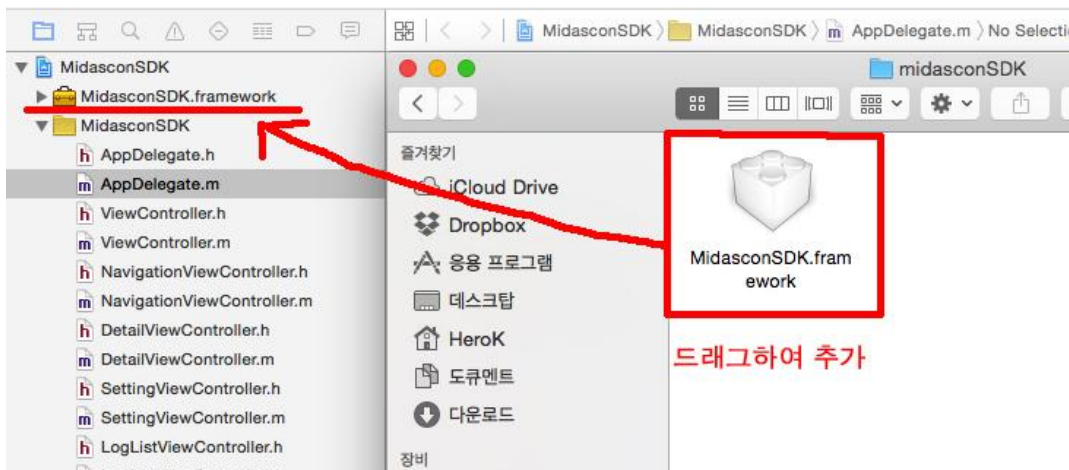 MidasconSDK
MidasconSDK.framework
MidasconSDK
AppDelegate.h
AppDelegate.m
ViewController.h
ViewController.m
NavigationViewController.h
NavigationViewController.m
DetailViewController.h
DetailViewController.m
SettingViewController.h
SettingViewController.m
LogListViewController.h
MidasconSDK 〉 MidasconSDK 〉 AppDelegate.m 〉 No Selecti
midasconSDK
즐겨찾기
iCloud Drive
Dropbox
응용 프로그램
데스크탑
HeroK
도큐멘트
다운로드
장비
MidasconSDK.fram
ework
드래그하여 추가